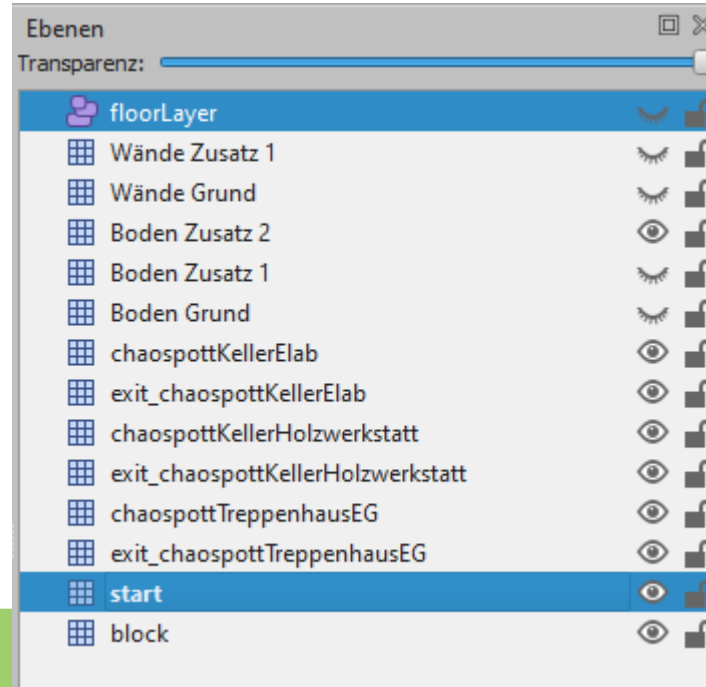 Ebenen
Transparenz:
floorLayer
Wände Zusatz 1
Wände Grund
Boden Zusatz 2
Boden Zusatz 1
Boden Grund
chaospottKellerElab
exit_chaospottKellerElab
chaospottKellerHolzwerkstatt
exit_chaospottKellerHolzwerkstatt
chaospottTreppenhausEG
exit_chaospottTreppenhausEG
start
block